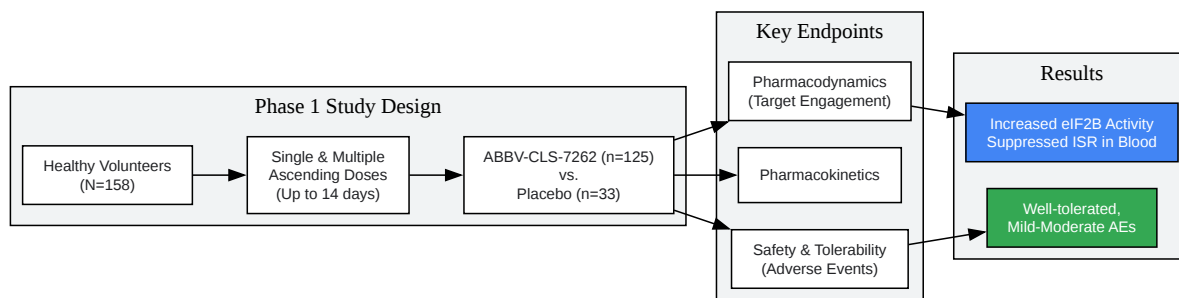 Phase 1 Study Design
Healthy Volunteers
(N=158)
Single & Multiple
Ascending Doses
(Up to 14 days)
ABBV-CLS-7262 (n=125)
vs.
Placebo (n=33)
Key Endpoints
Pharmacodynamics
(Target Engagement)
Pharmacokinetics
Safety & Tolerability
(Adverse Events)
Results
Increased eIF2B Activity
Suppressed ISR in Blood
Well-tolerated,
Mild-Moderate AEs